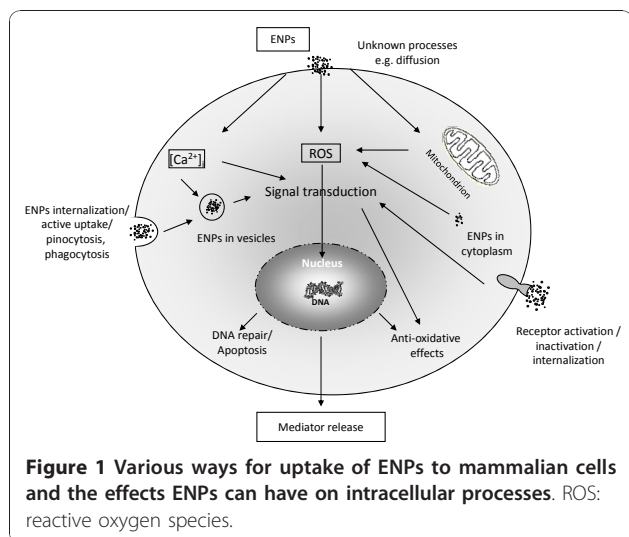 ENPs
Unknown processes
e.g. diffusion
[Ca2+]i
ROS
Mitochondrion
Signal transduction
ENPs internalization/
active uptake/
pinocytosis,
phagocytosis
ENPs in vesicles
ENPs in
cytoplasm
Nucleus
DNA
Receptor activation /
inactivation /
internalization
DNA repair/
Apoptosis
Anti-oxidative
effects
Mediator release
Figure 1 Various ways for uptake of ENPs to mammalian cells
and the effects ENPs can have on intracellular processes. ROS:
reactive oxygen species.